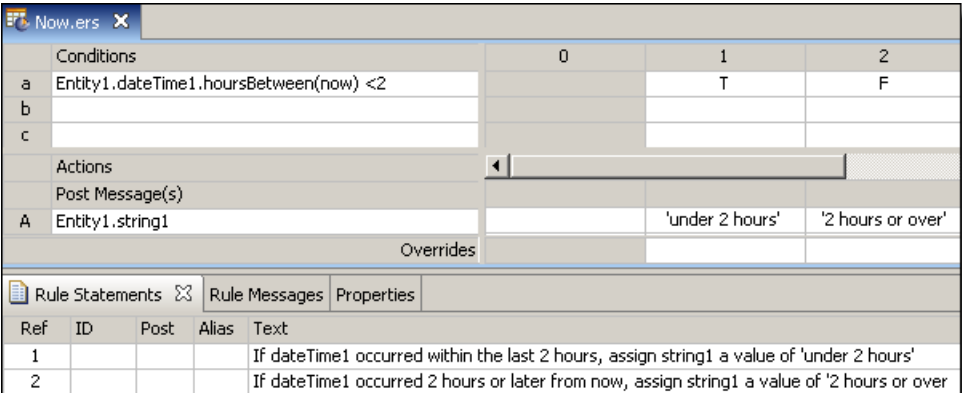 Now.ers
Conditions 0 1 2
a Entity1.dateTime1.hoursBetween(now) <2 T F
b
c
Actions
Post Message(s)
A Entity1.string1 'under 2 hours' '2 hours or over'
Overrides
Rule Statements Rule Messages Properties
Ref ID Post Alias Text
1 If dateTime1 occurred within the last 2 hours, assign string1 a value of 'under 2 hours'
2 If dateTime1 occurred 2 hours or later from now, assign string1 a value of '2 hours or over